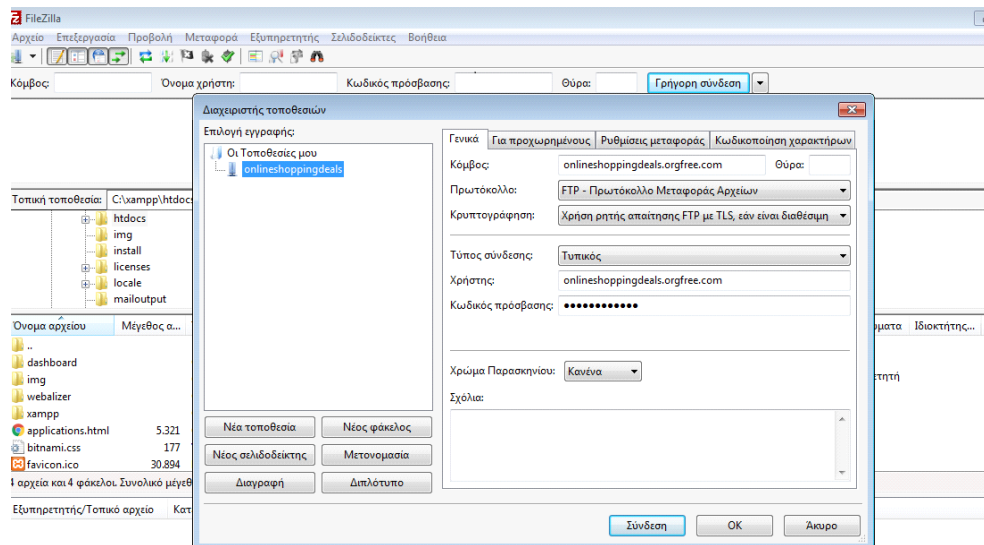 FileZilla
Αρχείο Επεξεργασία Προβολή Μεταφορά Εξυπηρετητής Σελιδοδείκτες Βοήθεια
Κόμβος: Όνομα χρήστη: Κωδικός πρόσβασης: Θύρα: Γρήγορη σύνδεση
Διαχειριστής τοποθεσιών
Επιλογή εγγραφής:
Οι Τοποθεσίες μου
onlineshoppingdeals
Νέα τοποθεσία Νέος φάκελος
Νέος σελιδοδείκτης Μετονομασία
Διαγραφή Διπλότυπο
Γενικά Για προχωρημένους Ρυθμίσεις μεταφοράς Κωδικοποίηση χαρακτήρων
Κόμβος: onlineshoppingdeals.orgfree.com Θύρα:
Πρωτόκολλο: FTP - Πρωτόκολλο Μεταφοράς Αρχείων
Κρυπτογράφηση: Χρήση ρητής απαίτησης FTP με TLS, εάν είναι διαθέσιμη
Τύπος σύνδεσης: Τυπικός
Χρήστης: onlineshoppingdeals.orgfree.com
Κωδικός πρόσβασης: ●●●●●●●●●●●●
Χρώμα Παρασκηνίου: Κανένα
Σχόλια:
Σύνδεση OK Άκυρο
Τοπική τοποθεσία: C:\xampp\htdocs
htdocs
img
install
licenses
locale
mailoutput
Όνομα αρχείου Μέγεθος α... Ιδιοκτήτης...
..
dashboard
img
webalizer
xampp
applications.html 5.321
bitnami.css 177
favicon.ico 30.894
αρχεία και 4 φάκελοι. Συνολικό
Εξυπηρετητής/Τοπικό αρχείο